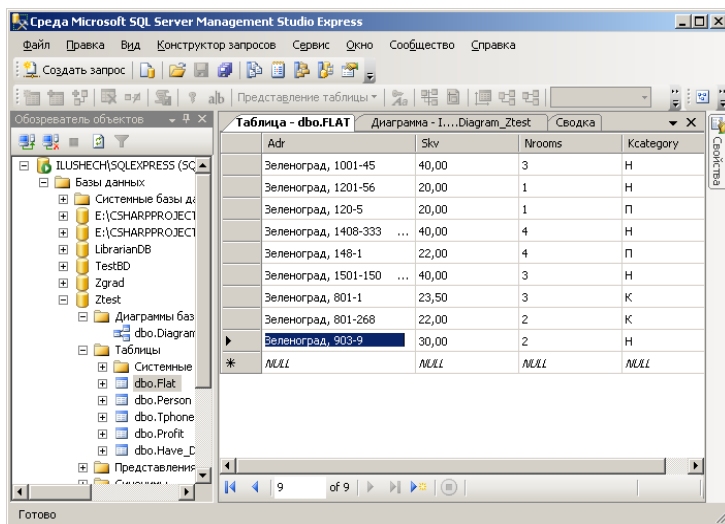 Среда Microsoft SQL Server Management Studio Express
Файл Правка Вид Конструктор запросов Сервис Окно Сообщество Справка
Создать запрос
Представление таблицы
Обозреватель объектов
ILUSHECH\SQLEXPRESS (SQ
Базы данных
Системные базы да
E:\CSHARPPROJECT
E:\CSHARPPROJECT
LibrarianDB
TestBD
Zgrad
Ztest
Диаграммы баз
dbo.Diagram
Таблицы
Системные
dbo.Flat
dbo.Person
dbo.Tphone
dbo.Profit
dbo.Have_D
Представления
Таблица - dbo.FLAT Диаграмма - I....Diagram_Ztest Сводка
Adr Skv Nrooms Kcategory
Зеленоград, 1001-45 40,00 3 Н
Зеленоград, 1201-56 20,00 1 Н
Зеленоград, 120-5 20,00 1 П
Зеленоград, 1408-333 ... 40,00 4 Н
Зеленоград, 148-1 22,00 4 П
Зеленоград, 1501-150 ... 40,00 3 Н
Зеленоград, 801-1 23,50 3 К
Зеленоград, 801-268 22,00 2 К
Зеленоград, 903-9 30,00 2 Н
NULL NULL NULL NULL
9 of 9
Свойства
Готово